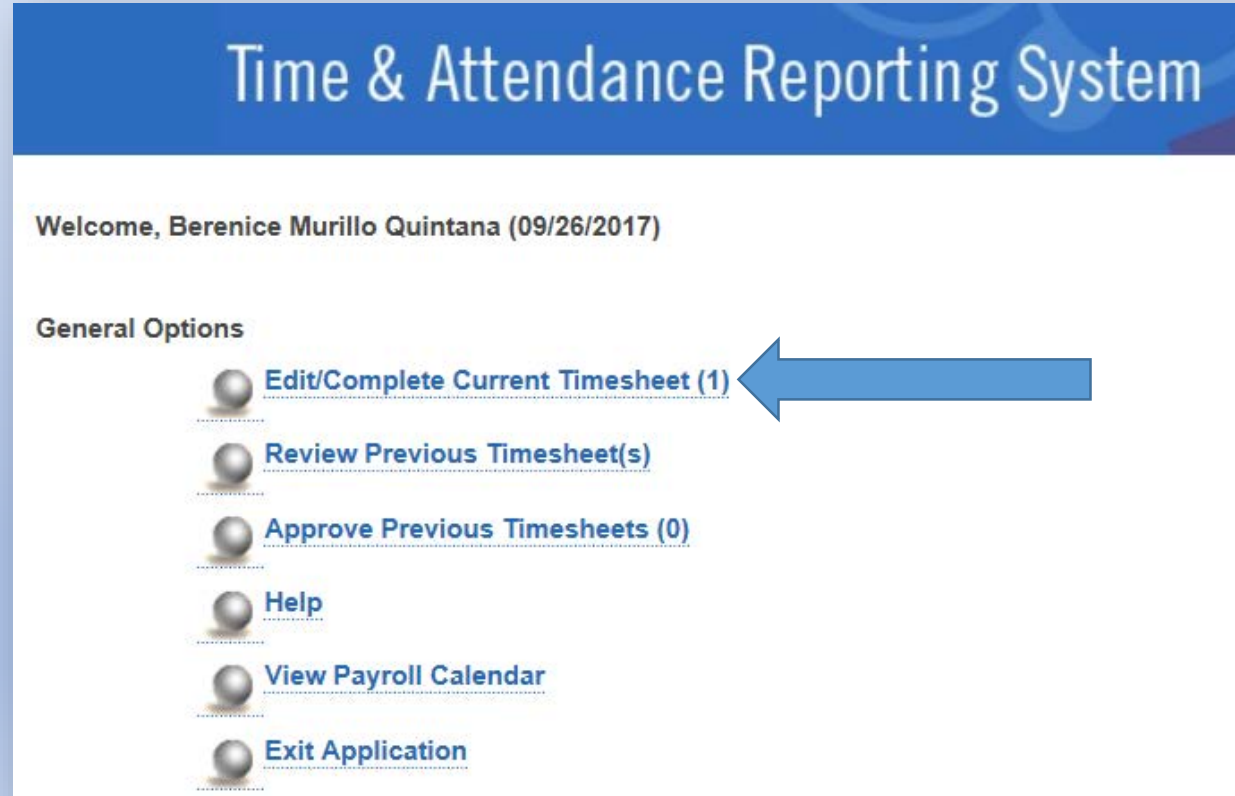 Time & Attendance Reporting System
Welcome, Berenice Murillo Quintana (09/26/2017)
General Options
Edit/Complete Current Timesheet (1)
Review Previous Timesheet(s)
Approve Previous Timesheets (0)
Help
View Payroll Calendar
Exit Application